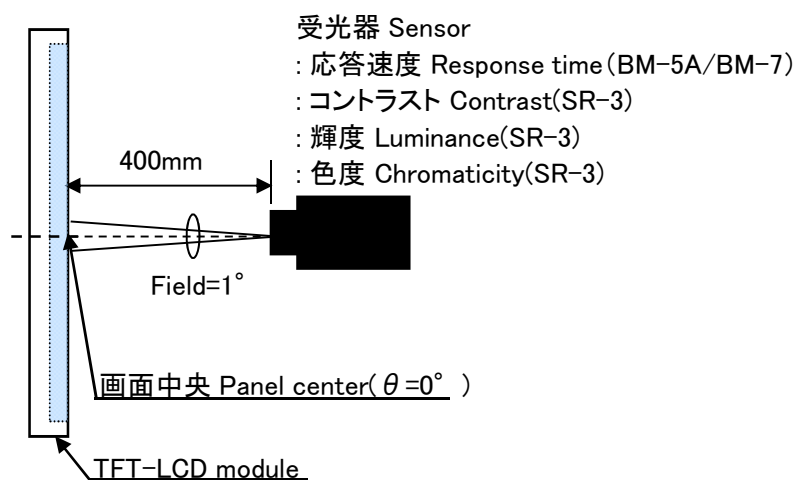 受光器 Sensor
: 応答速度 Response time(BM-5A/BM-7)
: コントラスト Contrast(SR-3)
: 輝度 Luminance(SR-3)
: 色度 Chromaticity(SR-3)
400mm
Field=1°
画面中央 Panel center(θ=0° )
TFT-LCD module